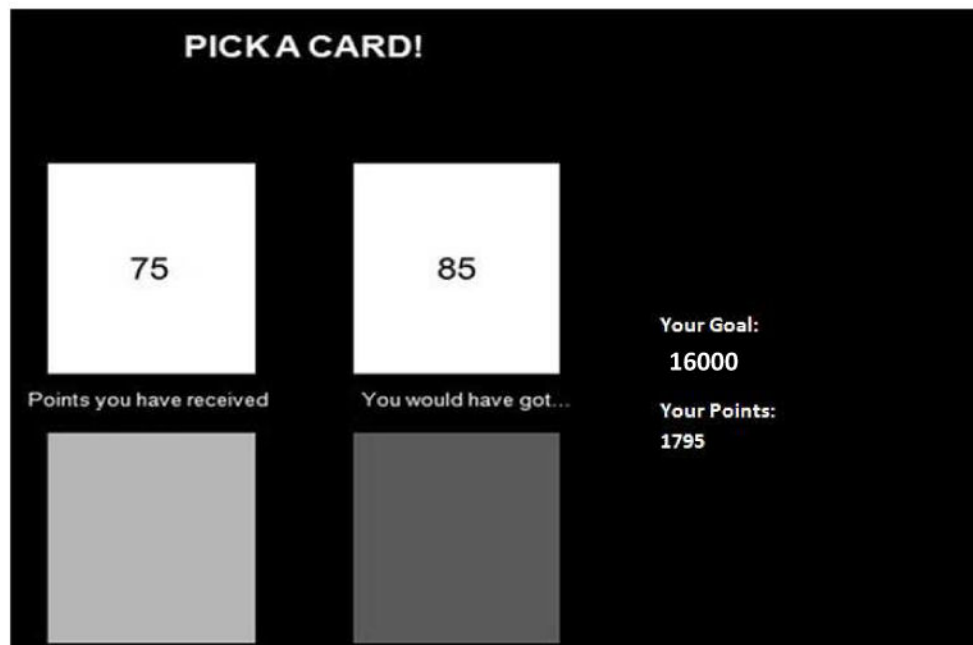 PICK A CARD!
75
85
Points you have received
You would have got...
Your Goal:
16000
Your Points:
1795